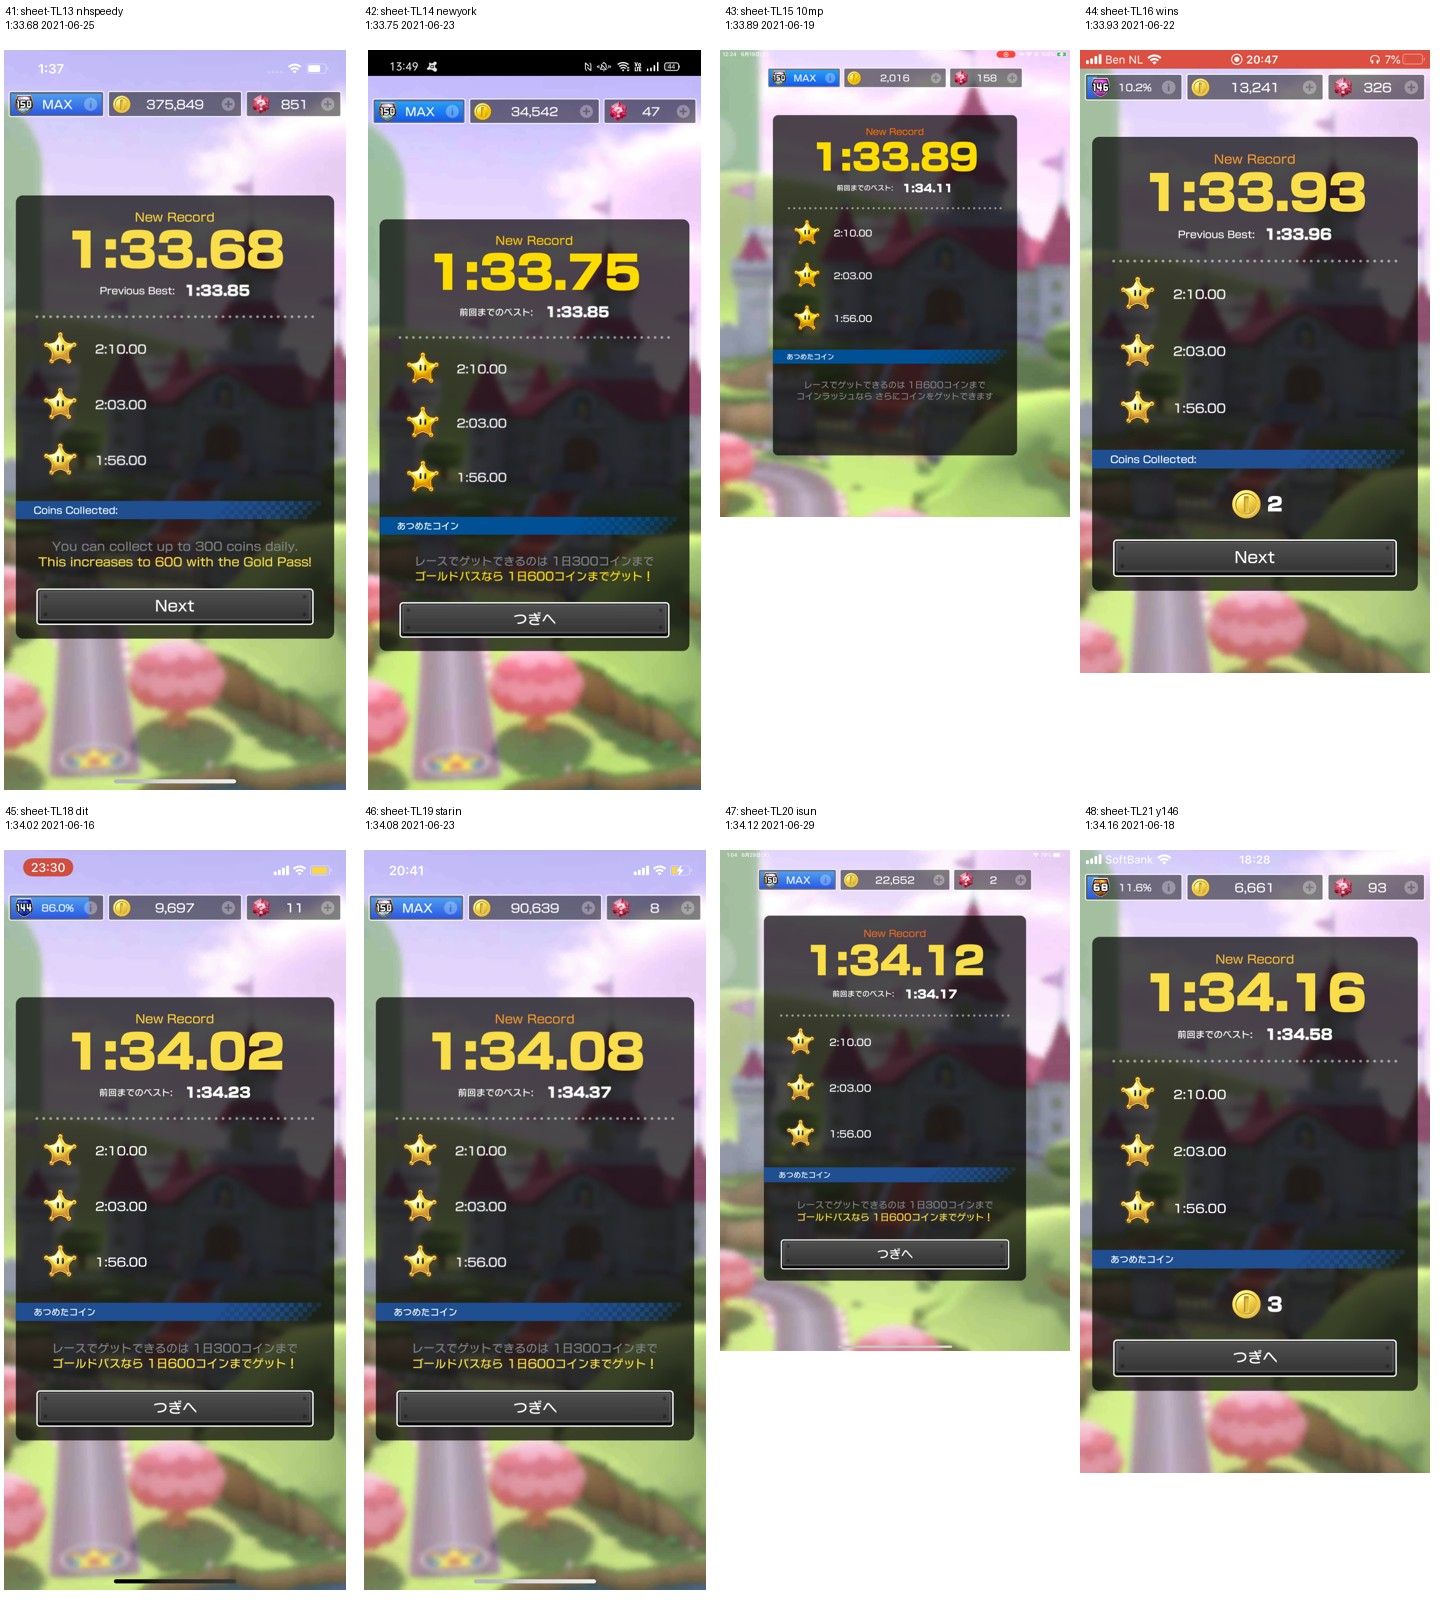 41: sheet-TL13 nhspeedy
1:33.68 2021-06-25
1:37
150 MAX 375,849 851
New Record
1:33.68
Previous Best: 1:33.85
2:10.00
2:03.00
1:56.00
Coins Collected:
You can collect up to 300 coins daily.
This increases to 600 with the Gold Pass!
Next
42: sheet-TL14 newyork
1:33.75 2021-06-23
13:49 44
150 MAX 34,542 47
New Record
1:33.75
前回までのベスト: 1:33.85
2:10.00
2:03.00
1:56.00
あつめたコイン
レースでゲットできるのは 1日300コインまで
ゴールドパスなら 1日600コインまでゲット!
つぎへ
43: sheet-TL15 10mp
1:33.89 2021-06-19
150 MAX 2,016 158
New Record
1:33.89
前回までのベスト: 1:34.11
2:10.00
2:03.00
1:56.00
あつめたコイン
レースでゲットできるのは 1日600コインまで
コインラッシュなら さらにコインをゲットできます
44: sheet-TL16 wins
1:33.93 2021-06-22
Ben NL 20:47 7%
146 10.2% 13,241 326
New Record
1:33.93
Previous Best: 1:33.96
2:10.00
2:03.00
1:56.00
Coins Collected:
2
Next
45: sheet-TL18 dit
1:34.02 2021-06-16
23:30
144 86.0% 9,697 11
New Record
1:34.02
前回までのベスト: 1:34.23
2:10.00
2:03.00
1:56.00
あつめたコイン
レースでゲットできるのは 1日300コインまで
ゴールドパスなら 1日600コインまでゲット!
つぎへ
46: sheet-TL19 starin
1:34.08 2021-06-23
20:41
150 MAX 90,639 8
New Record
1:34.08
前回までのベスト: 1:34.37
2:10.00
2:03.00
1:56.00
あつめたコイン
レースでゲットできるのは 1日300コインまで
ゴールドパスなら 1日600コインまでゲット!
つぎへ
47: sheet-TL20 isun
1:34.12 2021-06-29
150 MAX 22,652 2
New Record
1:34.12
前回までのベスト: 1:34.17
2:10.00
2:03.00
1:56.00
あつめたコイン
レースでゲットできるのは 1日300コインまで
ゴールドパスなら 1日600コインまでゲット!
つぎへ
48: sheet-TL21 y146
1:34.16 2021-06-18
SoftBank 18:28
68 11.6% 6,661 93
New Record
1:34.16
前回までのベスト: 1:34.58
2:10.00
2:03.00
1:56.00
あつめたコイン
3
つぎへ